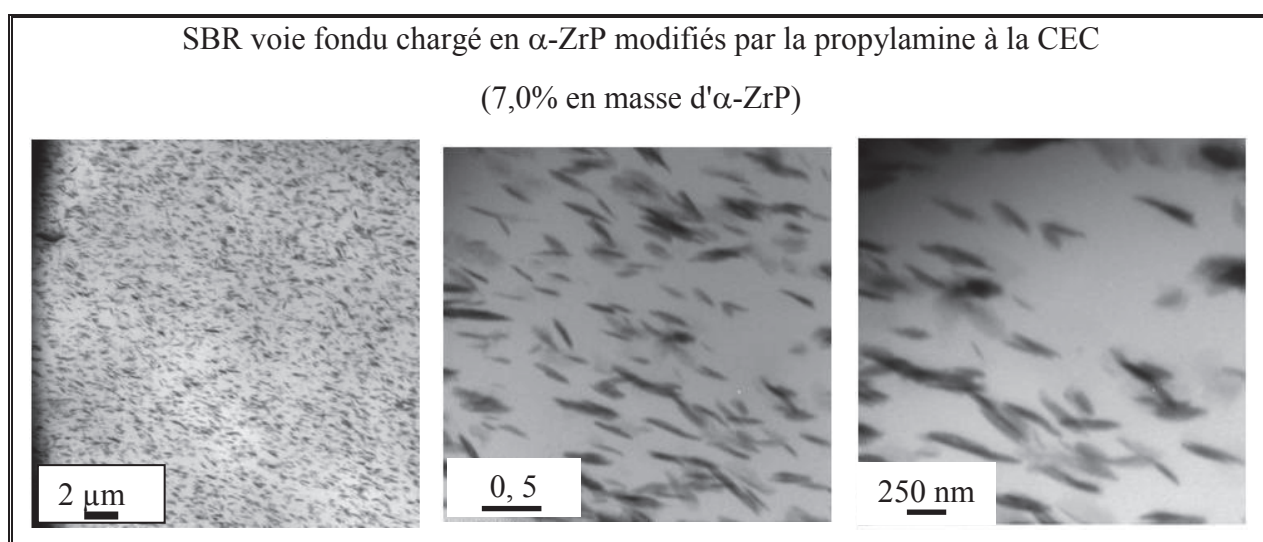 SBR voie fondu chargé en α-ZrP modifiés par la propylamine à la CEC
(7,0% en masse d'α-ZrP)
2 µm
0, 5
250 nm